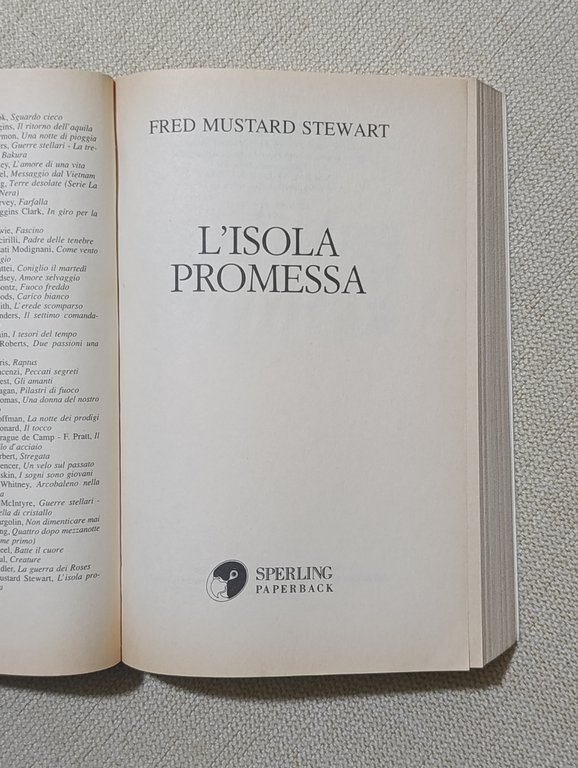 ok, Sguardo cieco
gins, Il ritorno dell'aquila
mon, Una notte di pioggia
rs, Guerre stellari - La tre-
Bakura
ey, L'amore di una vita
el, Messaggio dal Vietnam
g, Terre desolate (Serie La
Nera)
rvey, Farfalla
ggins Clark, In giro per la
wie, Fascino
cirilli, Padre delle tenebre
ati Modignani, Come vento
gio
attei, Coniglio il martedì
dsey, Amore selvaggio
ontz, Fuoco freddo
ods, Carico bianco
ith, L'erede scomparso
nders, Il settimo comanda-
ain, I tesori del tempo
Roberts, Due passioni una
ris, Raptus
ncenzi, Peccati segreti
est, Gli amanti
agan, Pilastri di fuoco
omas, Una donna del nostro
offman, La notte dei prodigi
onard, Il tocco
rague de Camp - F. Pratt, Il
llo d'acciaio
rbert, Stregata
encer, Un velo sul passato
skin, I sogni sono giovani
Whitney, Arcobaleno nella
a
McIntyre, Guerre stellari -
ella di cristallo
argolin, Non dimenticare mai
ng, Quattro dopo mezzanotte
me primo)
eel, Batte il cuore
ul, Creature
dler, La guerra dei Roses
ustard Stewart, L'isola pro-
a
FRED MUSTARD STEWART
L'ISOLA
PROMESSA
SPERLING
PAPERBACK